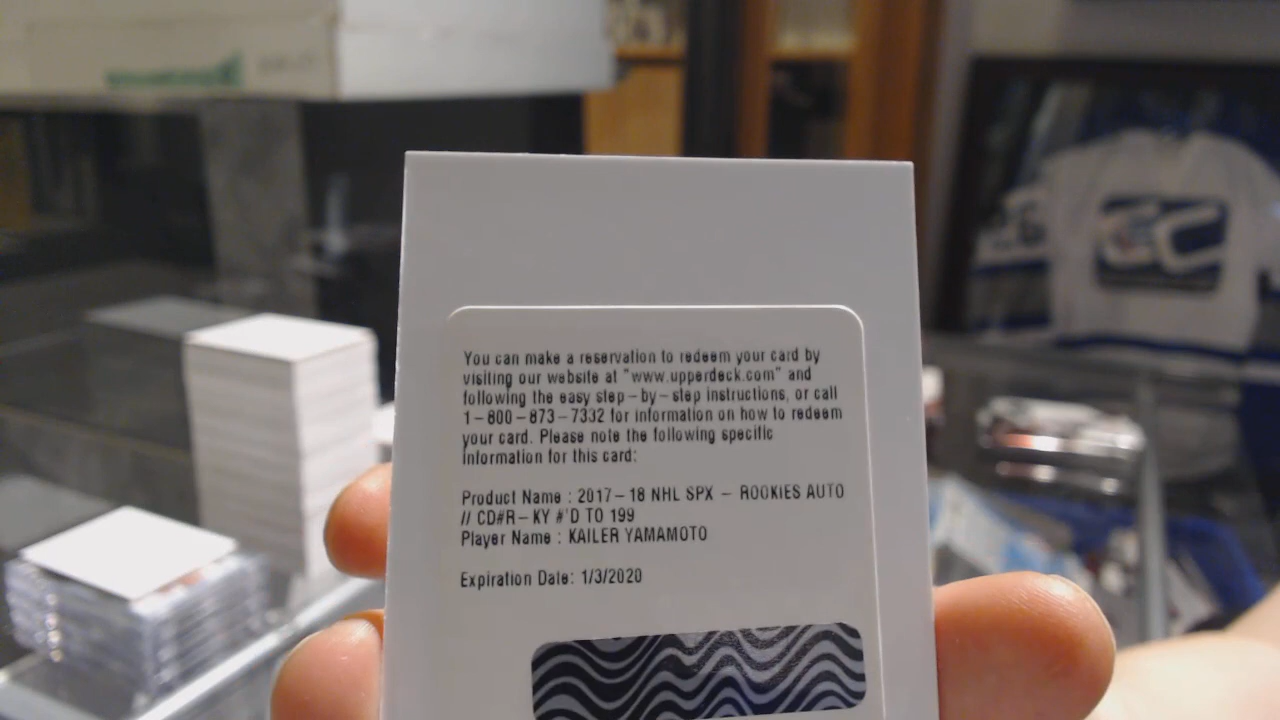 You can make a reservation to redeem your card by
visiting our website at "www.upperdeck.com" and
following the easy step-by-step instructions, or call
1-800-873-7332 for information on how to redeem
your card. Please note the following specific
information for this card:
Product Name : 2017-18 NHL SPX - ROOKIES AUTO
// CD#R-KY #'D TO 199
Player Name : KAILER YAMAMOTO
Expiration Date: 1/3/2020